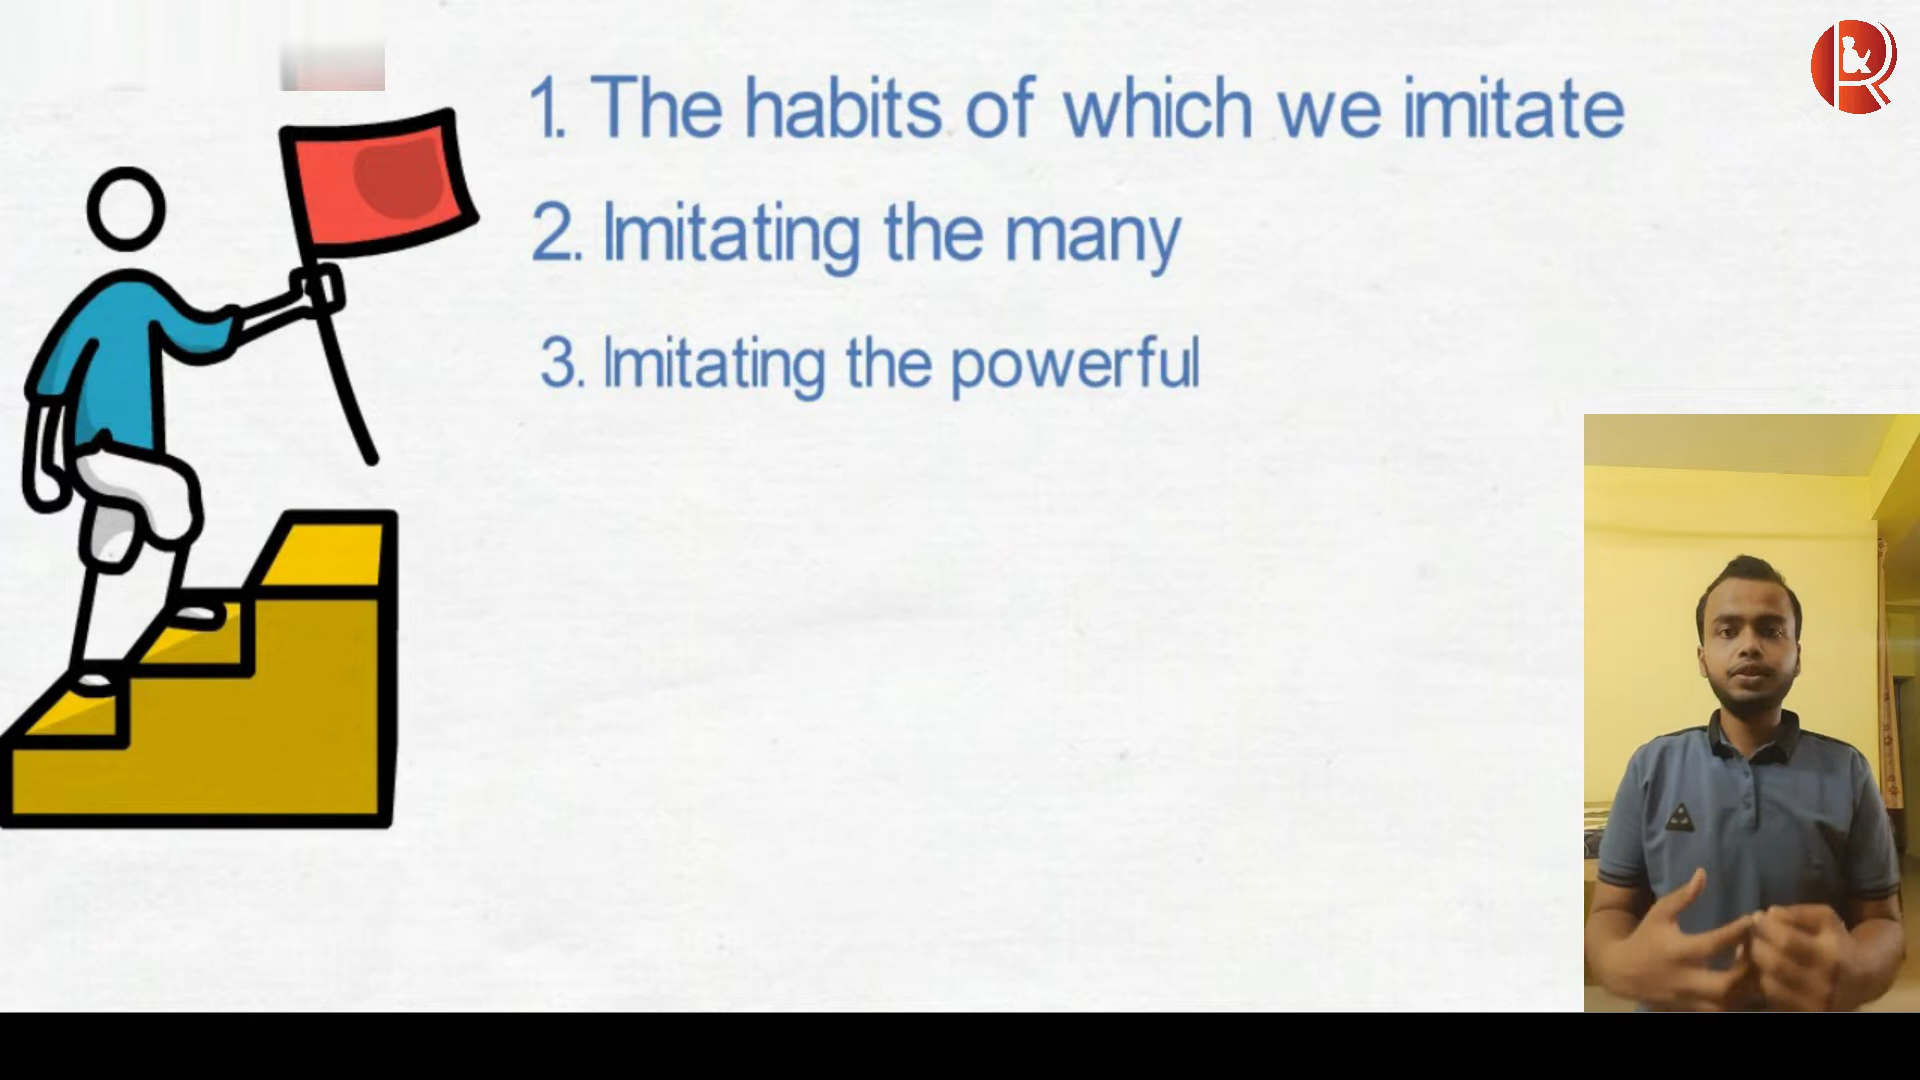 1. The habits of which we imitate
2. Imitating the many
3. Imitating the powerful